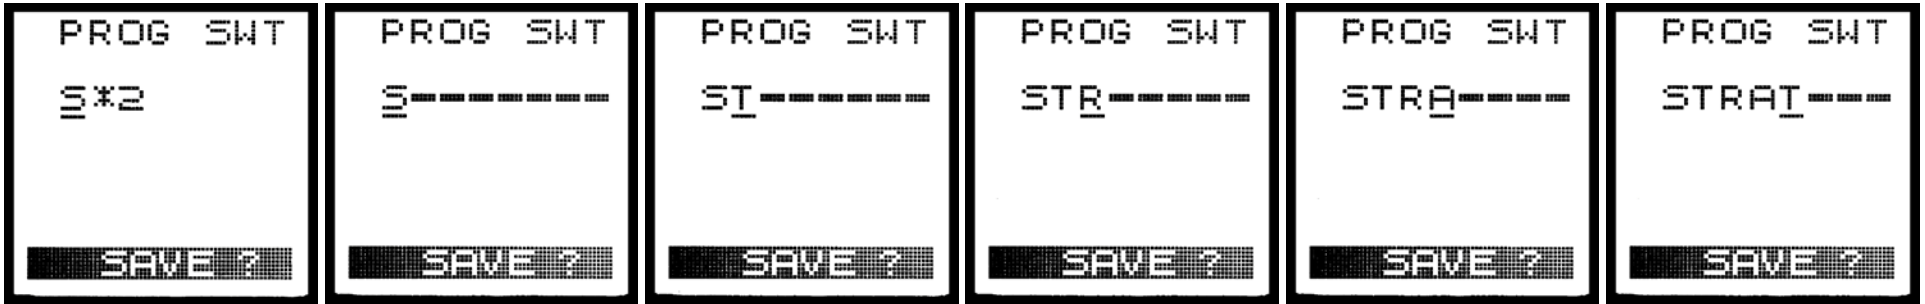 PROG SWT
S*2
SAVE ?
PROG SWT
S-------
SAVE ?
PROG SWT
ST------
SAVE ?
PROG SWT
STR-----
SAVE ?
PROG SWT
STRA----
SAVE ?
PROG SWT
STRAT---
SAVE ?